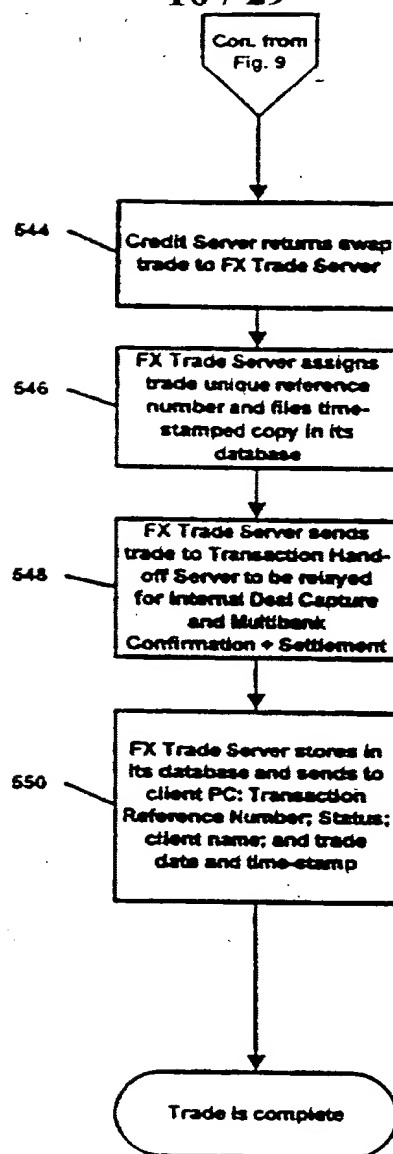 16 / 29
Con. from
Fig. 9
544
Credit Server returns swap
trade to FX Trade Server
546
FX Trade Server assigns
trade unique reference
number and files time-
stamped copy in its
database
548
FX Trade Server sends
trade to Transaction Hand-
off Server to be relayed
for Internal Deal Capture
and Multibank
Confirmation + Settlement
550
FX Trade Server stores in
its database and sends to
client PC: Transaction
Reference Number; Status;
client name; and trade
date and time-stamp
Trade is complete